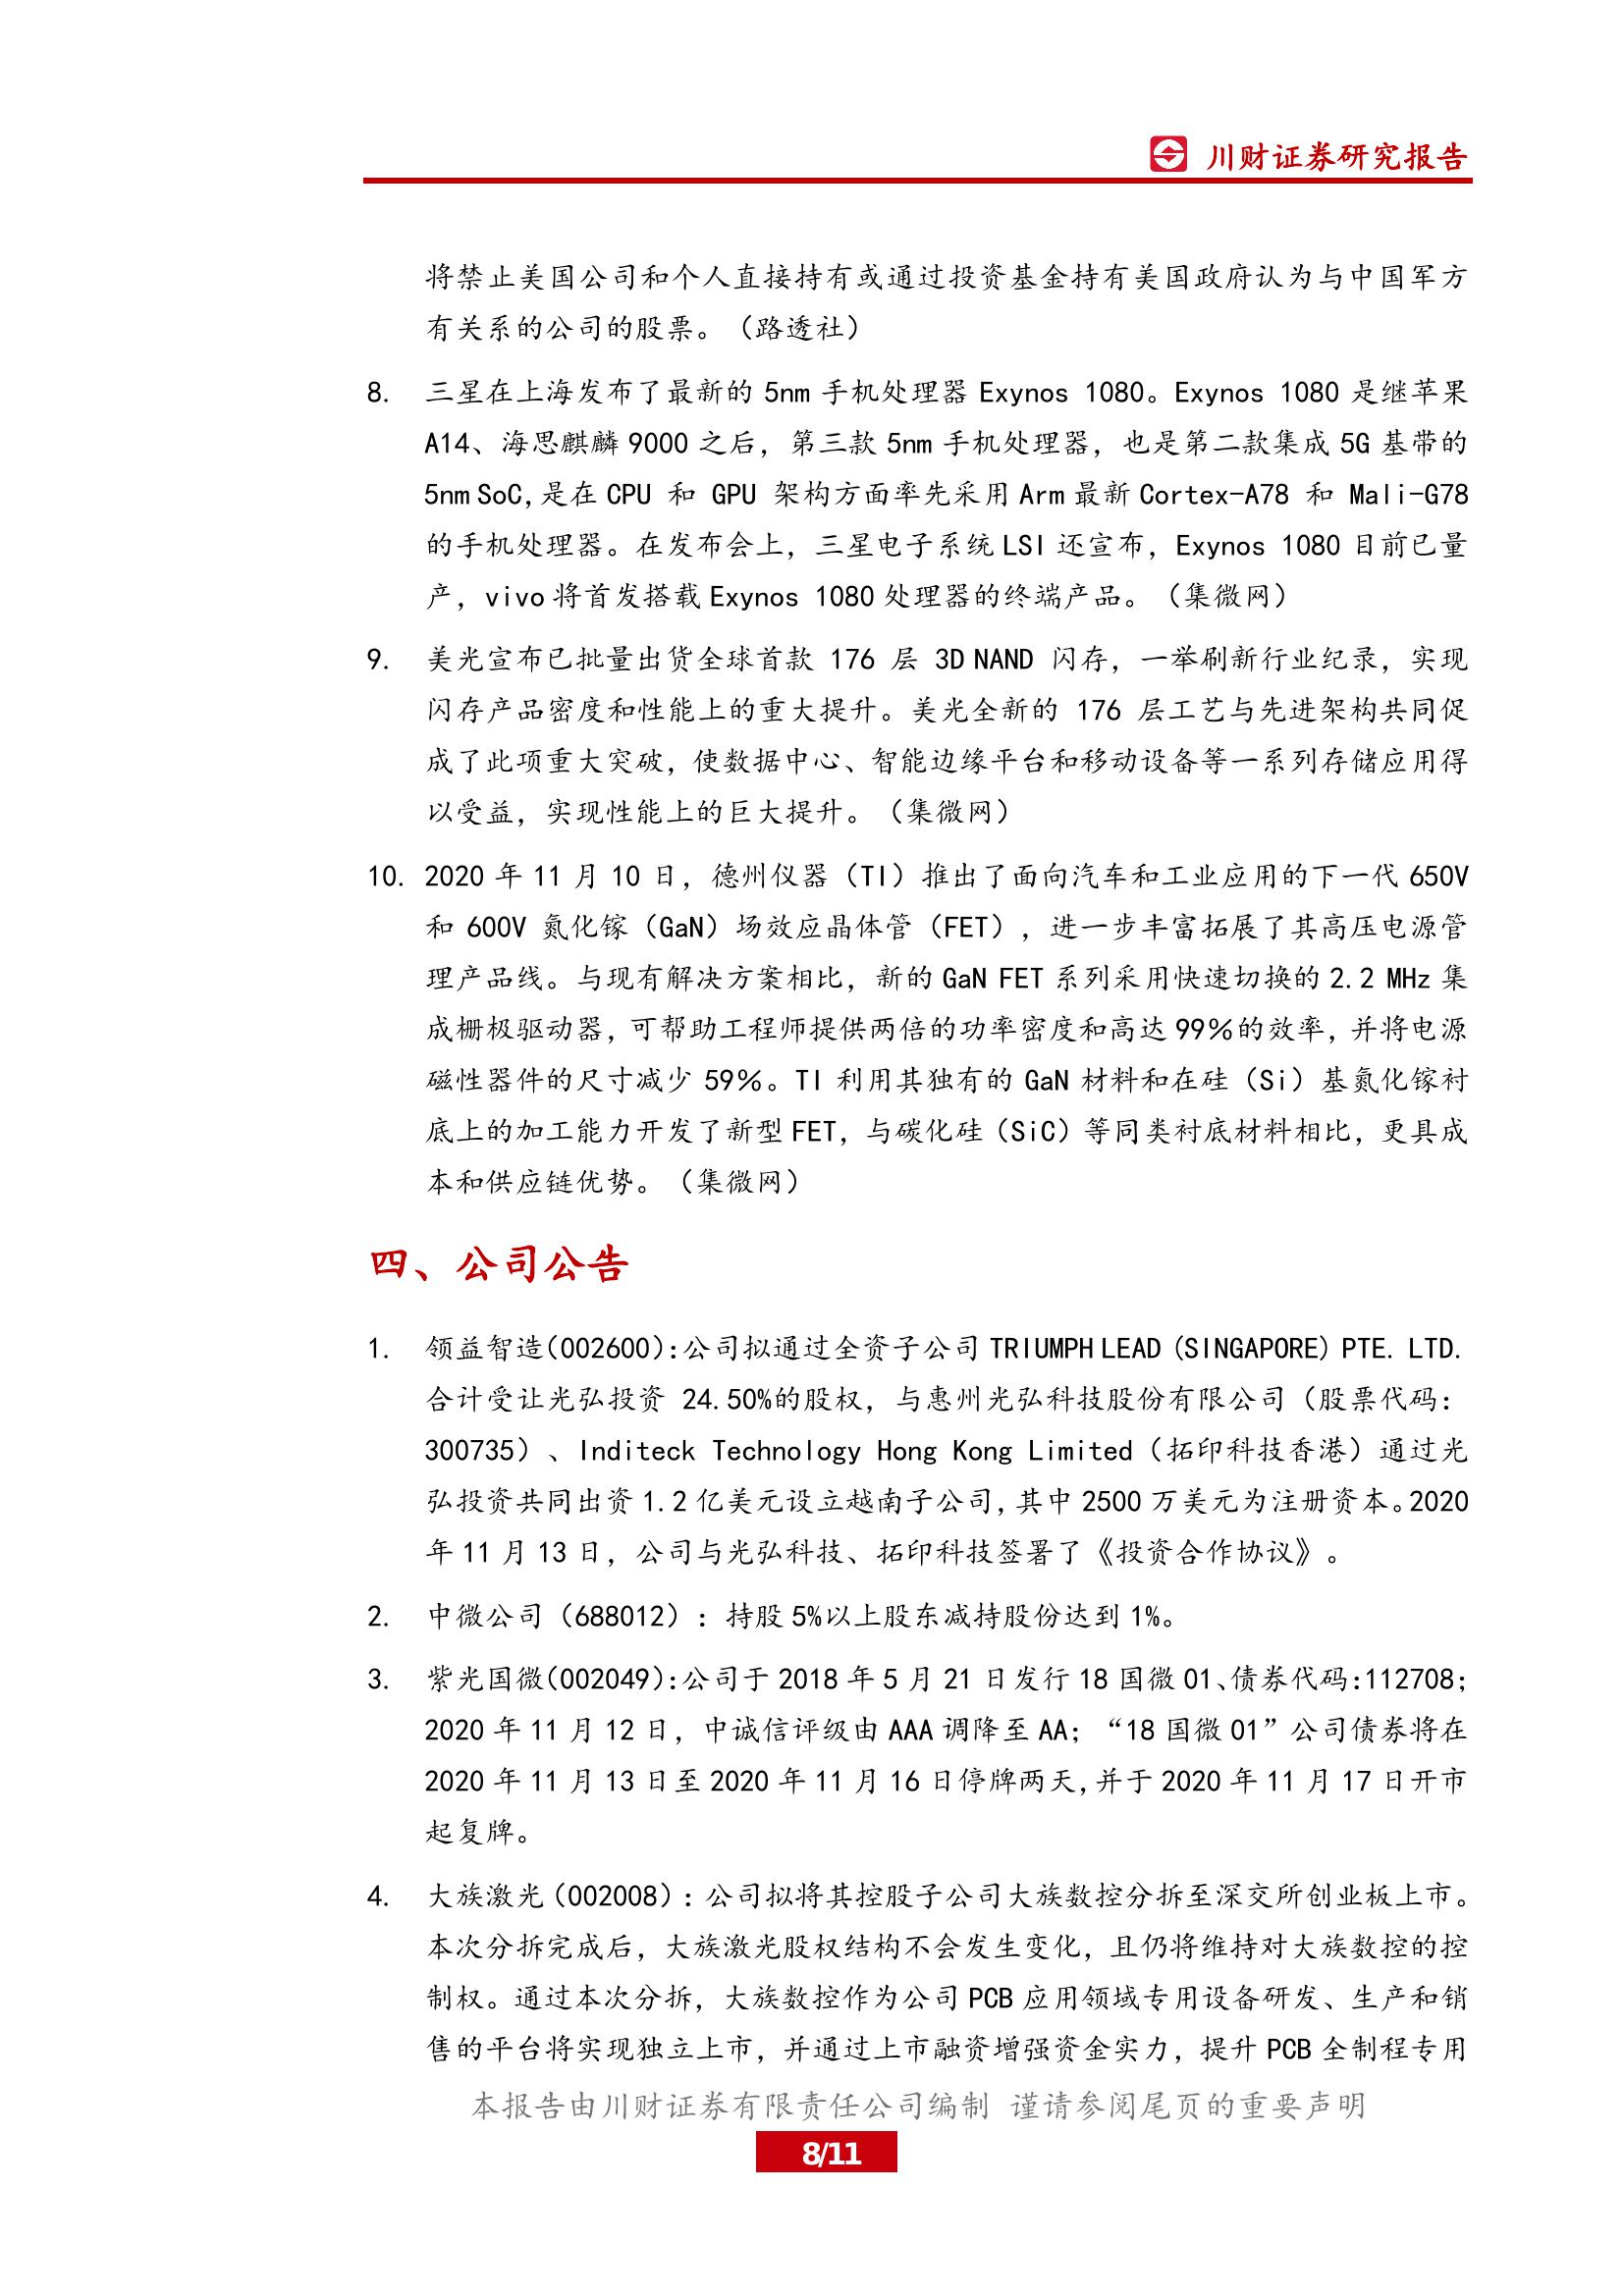 川财证券研究报告
将禁止美国公司和个人直接持有或通过投资基金持有美国政府认为与中国军方
有关系的公司的股票。（路透社）
8. 三星在上海发布了最新的 5nm 手机处理器 Exynos 1080。Exynos 1080 是继苹果
A14、海思麒麟 9000 之后，第三款 5nm 手机处理器，也是第二款集成 5G 基带的
5nm SoC,是在 CPU 和 GPU 架构方面率先采用 Arm 最新 Cortex-A78 和 Mali-G78
的手机处理器。在发布会上，三星电子系统 LSI 还宣布，Exynos 1080 目前已量
产，vivo 将首发搭载 Exynos 1080 处理器的终端产品。（集微网）
9. 美光宣布已批量出货全球首款 176 层 3D NAND 闪存，一举刷新行业纪录，实现
闪存产品密度和性能上的重大提升。美光全新的 176 层工艺与先进架构共同促
成了此项重大突破，使数据中心、智能边缘平台和移动设备等一系列存储应用得
以受益，实现性能上的巨大提升。（集微网）
10. 2020 年 11 月 10 日，德州仪器（TI）推出了面向汽车和工业应用的下一代 650V
和 600V 氮化镓（GaN）场效应晶体管（FET），进一步丰富拓展了其高压电源管
理产品线。与现有解决方案相比，新的 GaN FET 系列采用快速切换的 2.2 MHz 集
成栅极驱动器，可帮助工程师提供两倍的功率密度和高达 99％的效率，并将电源
磁性器件的尺寸减少 59％。TI 利用其独有的 GaN 材料和在硅（Si）基氮化镓衬
底上的加工能力开发了新型 FET，与碳化硅（SiC）等同类衬底材料相比，更具成
本和供应链优势。（集微网）
四、公司公告
1. 领益智造(002600):公司拟通过全资子公司 TRIUMPH LEAD (SINGAPORE) PTE. LTD.
合计受让光弘投资 24.50%的股权，与惠州光弘科技股份有限公司（股票代码：
300735）、Inditeck Technology Hong Kong Limited（拓印科技香港）通过光
弘投资共同出资 1.2 亿美元设立越南子公司,其中 2500 万美元为注册资本。2020
年 11 月 13 日，公司与光弘科技、拓印科技签署了《投资合作协议》。
2. 中微公司（688012）：持股 5%以上股东减持股份达到 1%。
3. 紫光国微(002049):公司于 2018 年 5 月 21 日发行 18 国微 01、债券代码:112708；
2020 年 11 月 12 日，中诚信评级由 AAA 调降至 AA；“18 国微 01”公司债券将在
2020 年 11 月 13 日至 2020 年 11 月 16 日停牌两天,并于 2020 年 11 月 17 日开市
起复牌。
4. 大族激光（002008）：公司拟将其控股子公司大族数控分拆至深交所创业板上市。
本次分拆完成后，大族激光股权结构不会发生变化，且仍将维持对大族数控的控
制权。通过本次分拆，大族数控作为公司 PCB 应用领域专用设备研发、生产和销
售的平台将实现独立上市，并通过上市融资增强资金实力，提升 PCB 全制程专用
本报告由川财证券有限责任公司编制 谨请参阅尾页的重要声明
8/11